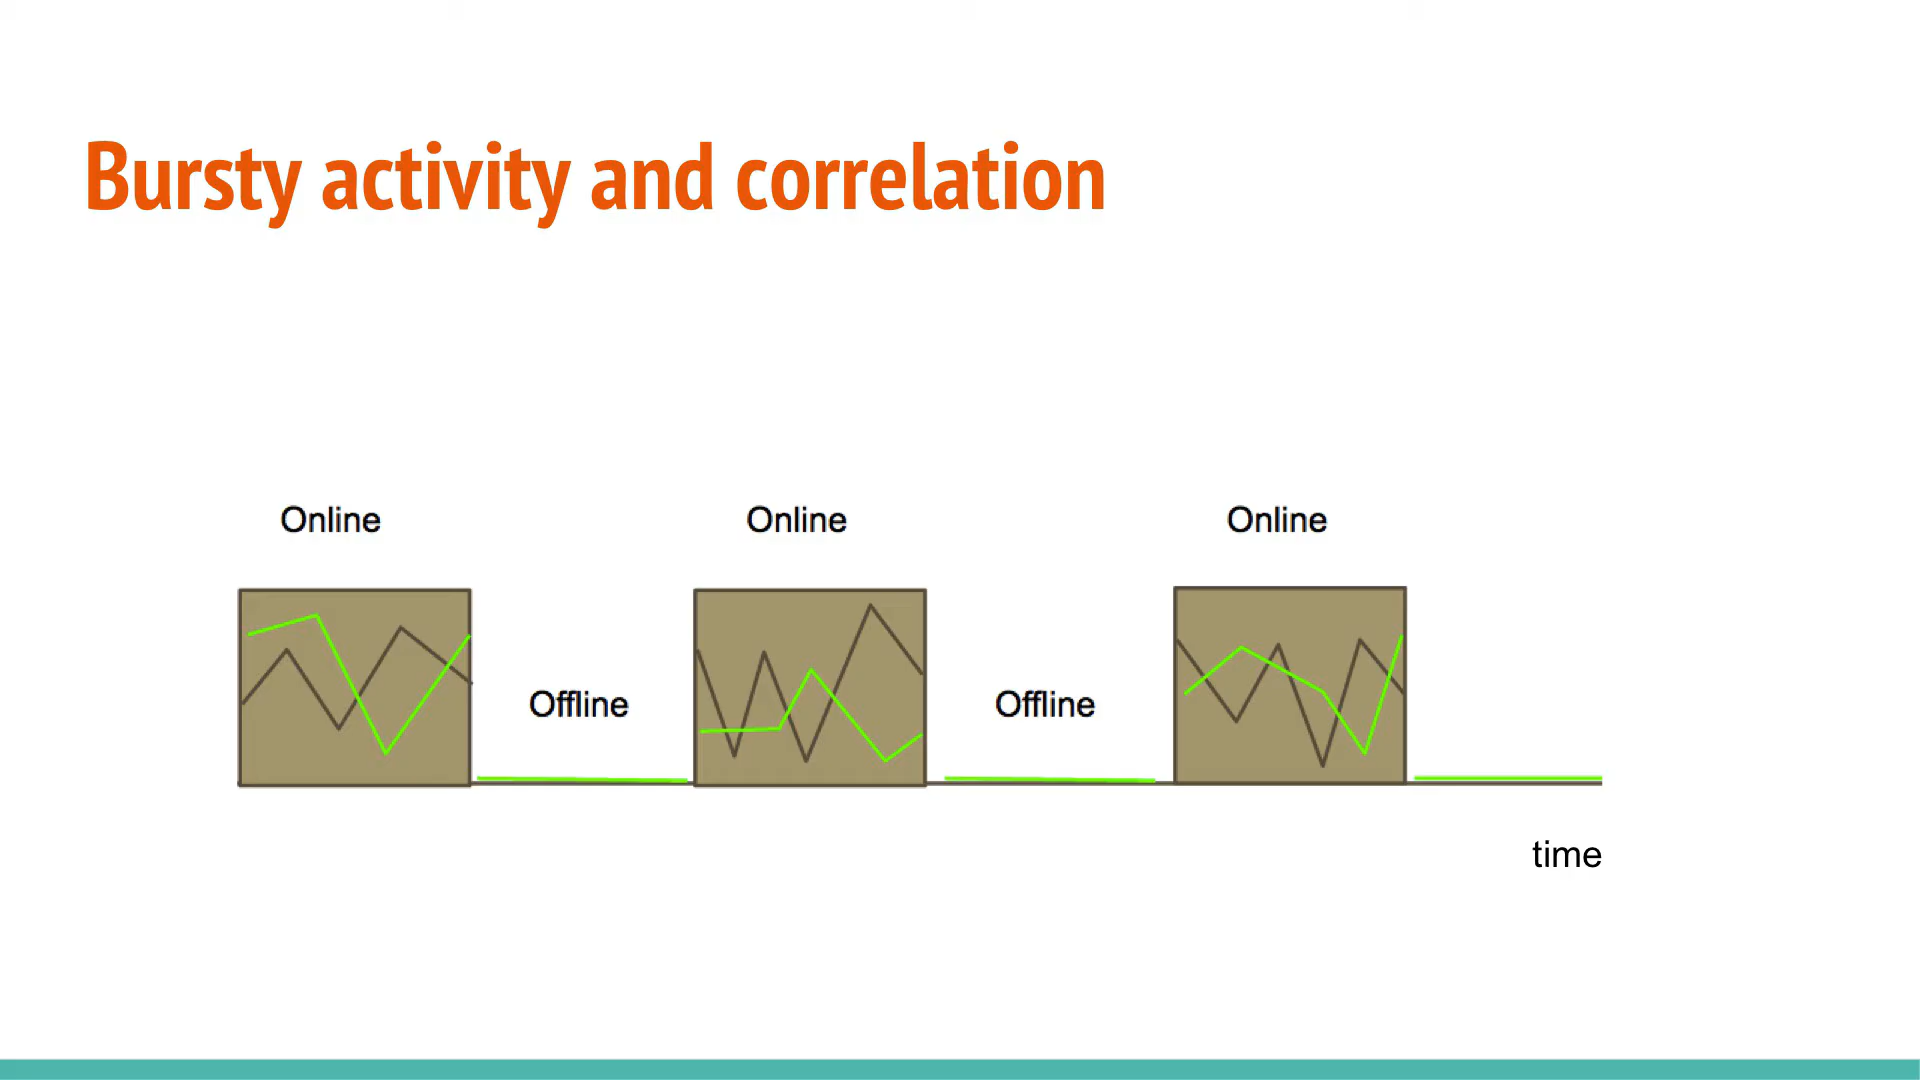 Bursty activity and correlation
Online
Online
Online
Offline
Offline
time